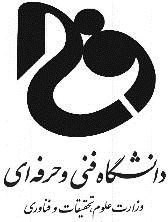 دانشگاه فنی و حرفه ای
وزارت علوم تحقیقات و فناوری